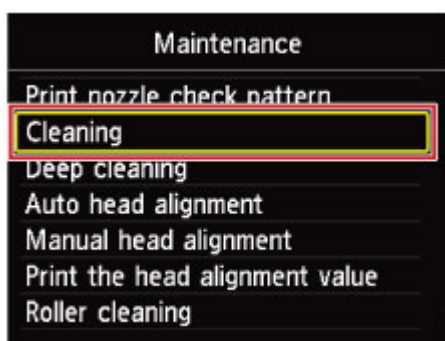 Maintenance
Print nozzle check pattern
Cleaning
Deep cleaning
Auto head alignment
Manual head alignment
Print the head alignment value
Roller cleaning